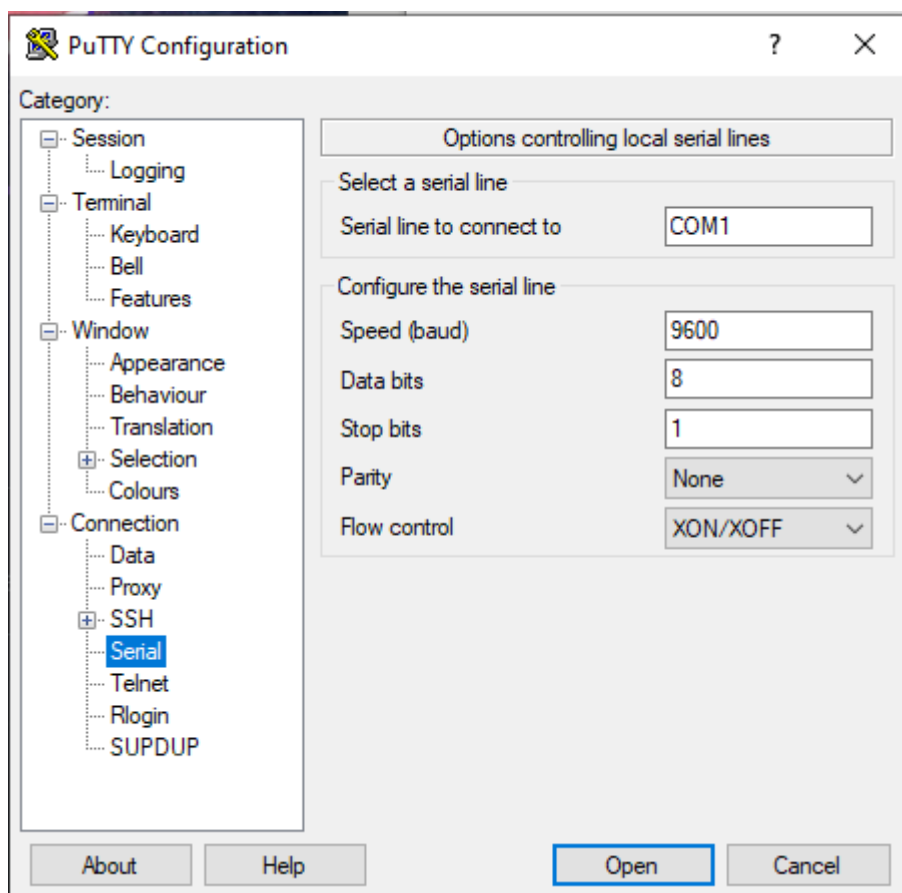 PuTTY Configuration
?
Category:
Session
Logging
Terminal
Keyboard
Bell
Features
Window
Appearance
Behaviour
Translation
Selection
Colours
Connection
Data
Proxy
SSH
Serial
Telnet
Rlogin
SUPDUP
Options controlling local serial lines
Select a serial line
Serial line to connect to COM1
Configure the serial line
Speed (baud) 9600
Data bits 8
Stop bits 1
Parity None
Flow control XON/XOFF
About Help Open Cancel